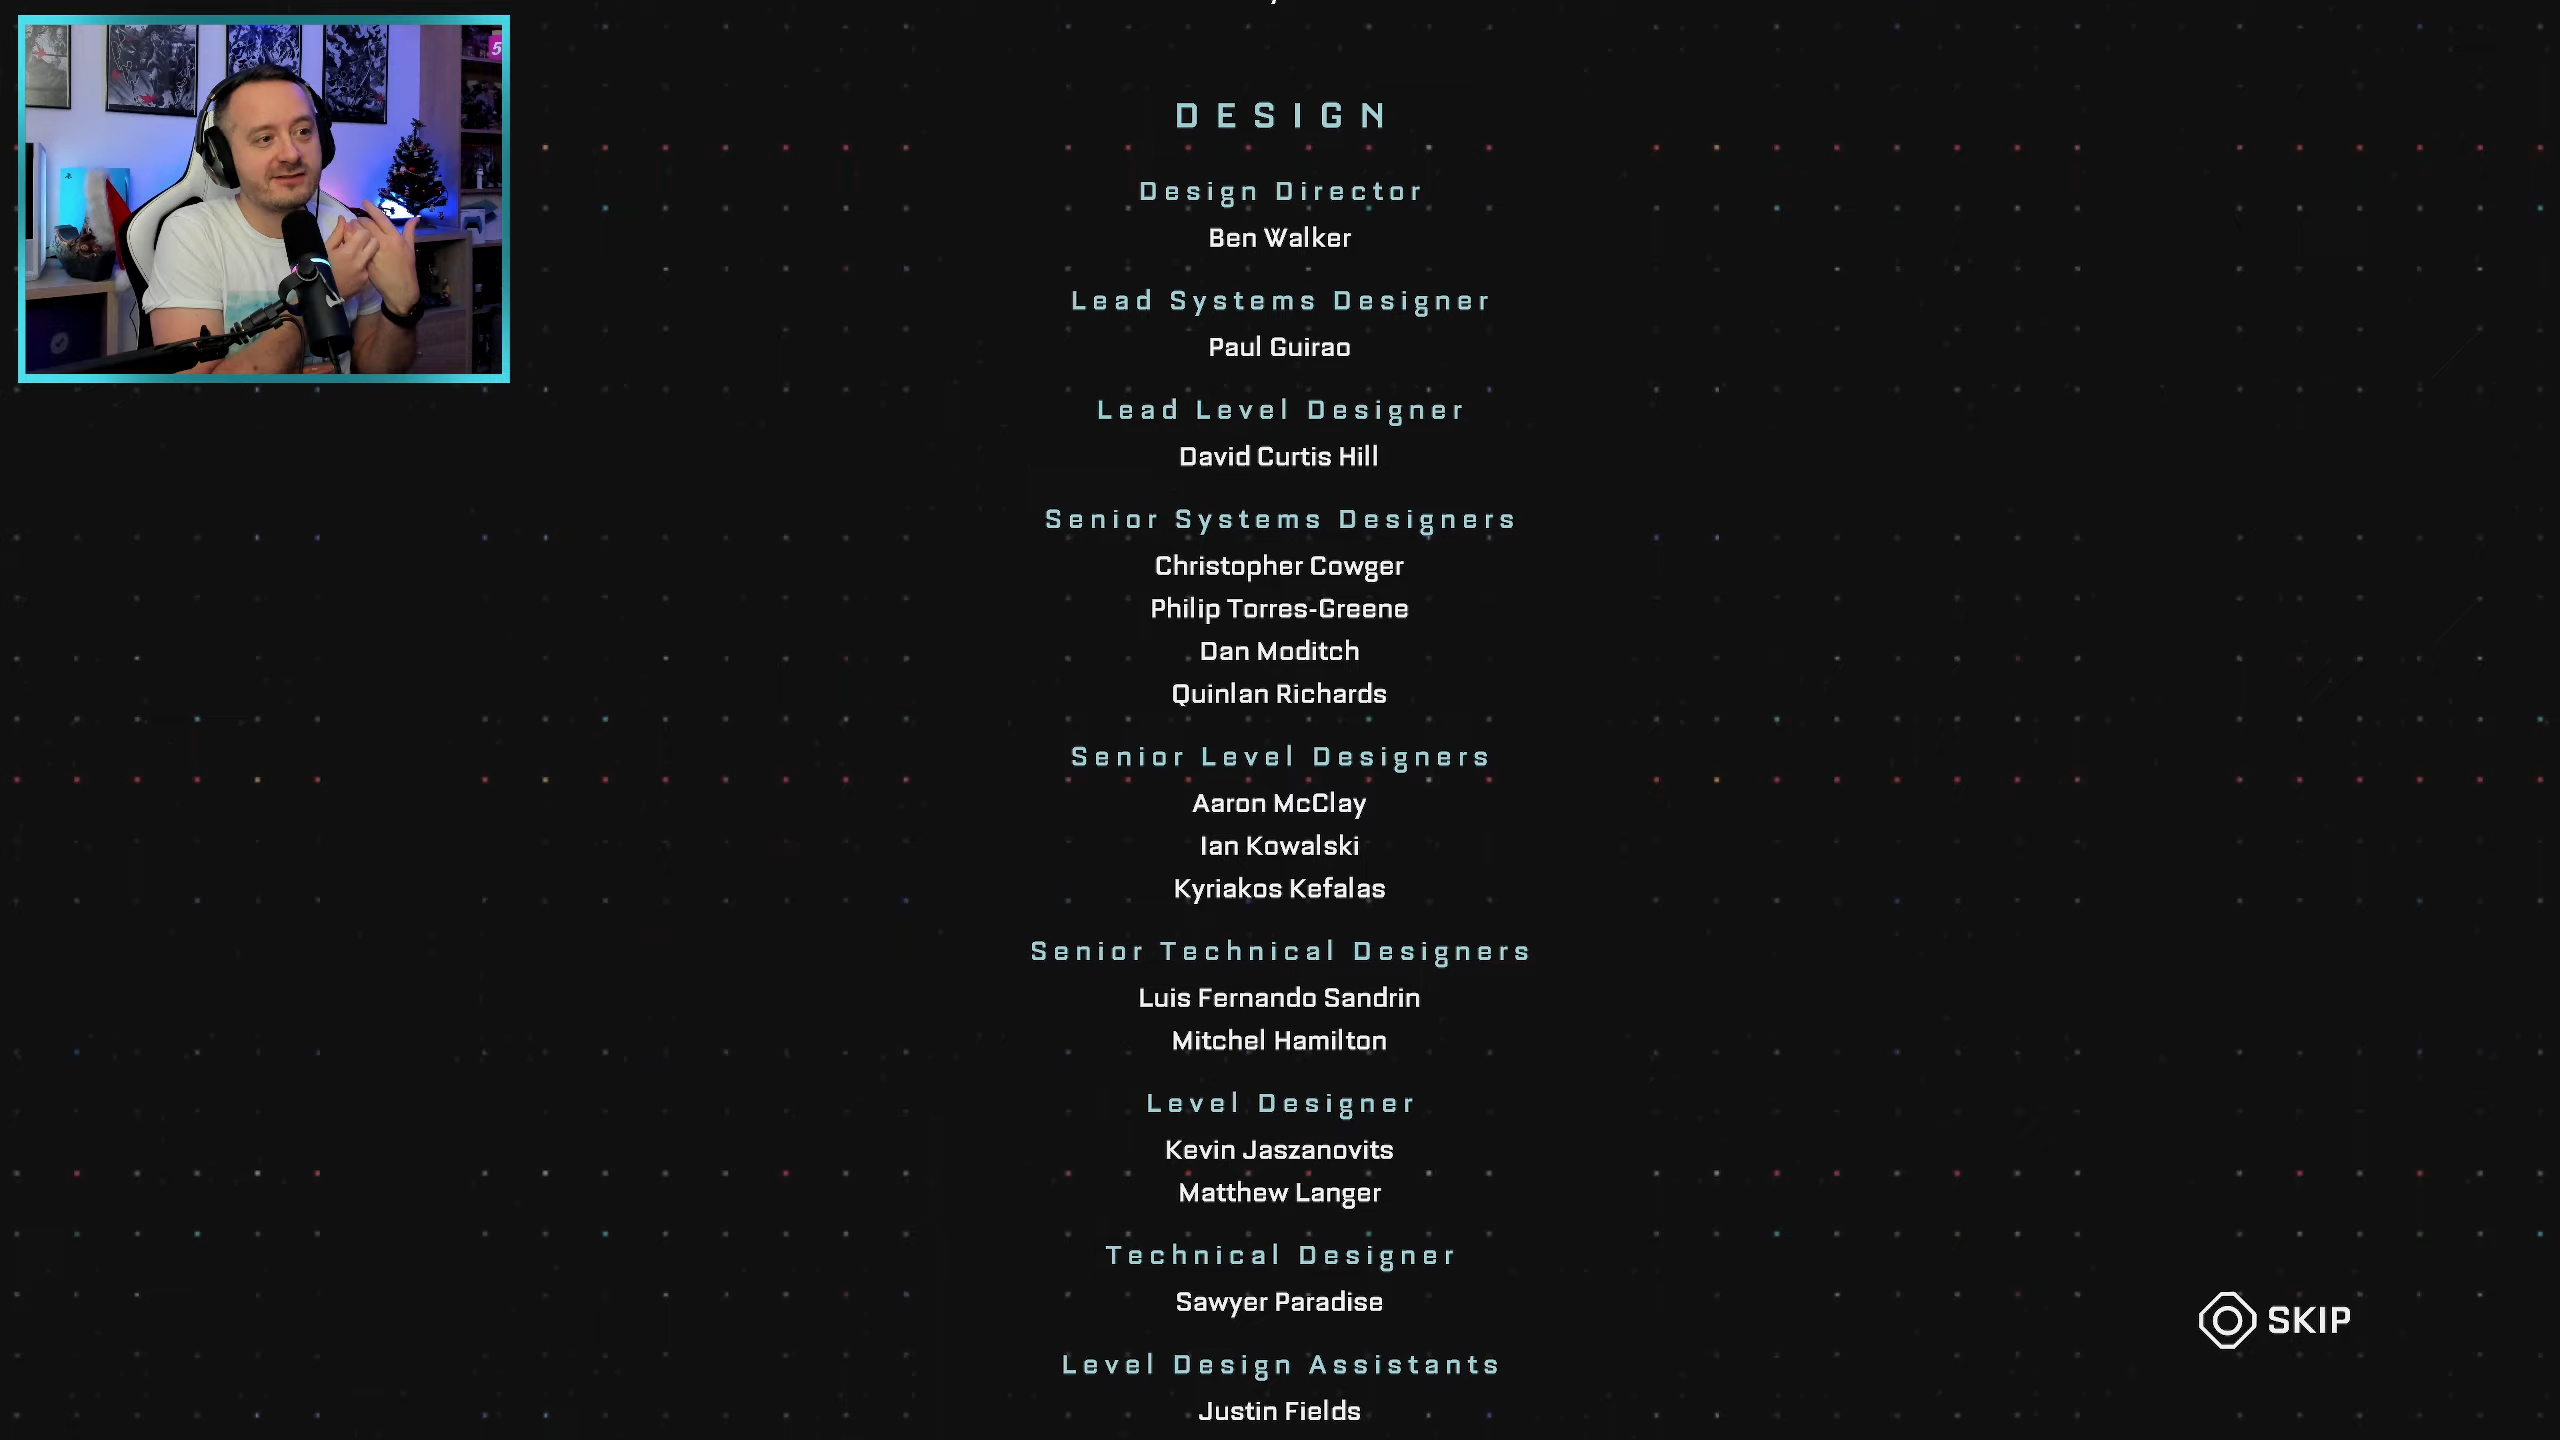 5
DESIGN
Design Director
Ben Walker
Lead Systems Designer
Paul Guirao
Lead Level Designer
David Curtis Hill
Senior Systems Designers
Christopher Cowger
Philip Torres-Greene
Dan Moditch
Quinlan Richards
Senior Level Designers
Aaron McClay
Ian Kowalski
Kyriakos Kefalas
Senior Technical Designers
Luis Fernando Sandrin
Mitchel Hamilton
Level Designer
Kevin Jaszanovits
Matthew Langer
Technical Designer
Sawyer Paradise
SKIP
Level Design Assistants
Justin Fields